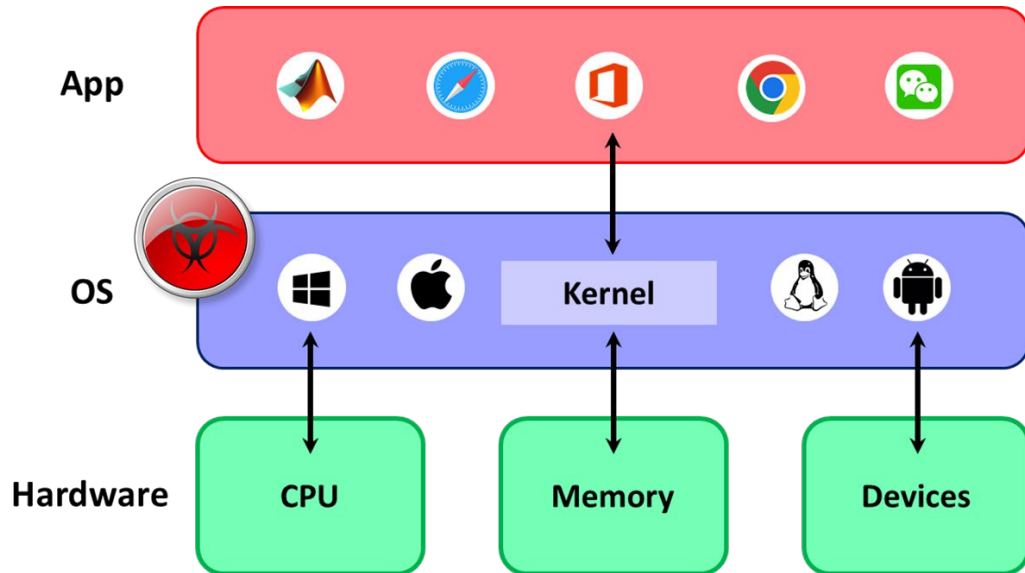 App
OS
Kernel
Hardware
CPU
Memory
Devices